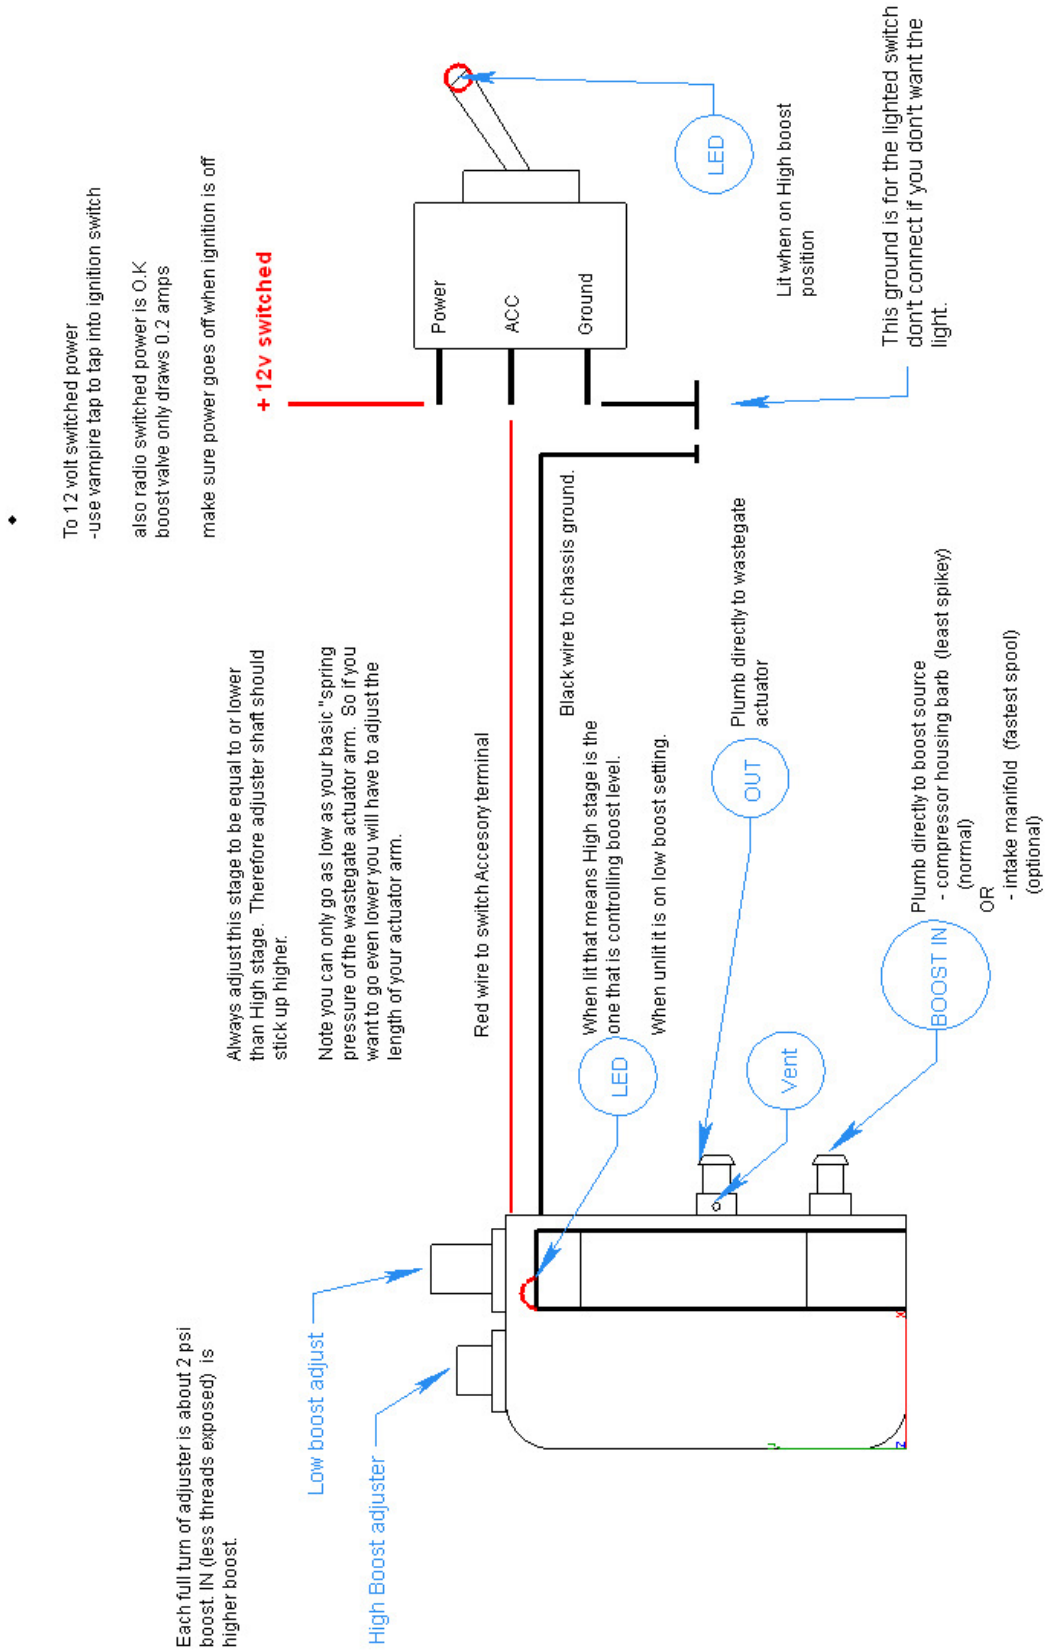 Each full turn of adjuster is about 2 psi
boost. IN (less threads exposed) is
higher boost.
Low boost adjust
High Boost adjuster
Always adjust this stage to be equal to or lower
than High stage. Therefore adjuster shaft should
stick up higher.
Note you can only go as low as your basic "spring
pressure of the wastegate actuator arm. So if you
want to go even lower you will have to adjust the
length of your actuator arm.
To 12 volt switched power
-use vampire tap to tap into ignition switch
also radio switched power is O.K
boost valve only draws 0.2 amps
make sure power goes off when ignition is off
+12v switched
Power
ACC
Ground
LED
Lit when on High boost
position
This ground is for the lighted switch
don't connect if you don't want the
light.
Red wire to switch Accesory terminal
Black wire to chassis ground.
LED
When lit that means High stage is the
one that is controlling boost level.
When unlit it is on low boost setting.
OUT
Plumb directly to wastegate
actuator
Vent
BOOST IN
Plumb directly to boost source
- compressor housing barb (least spikey)
(normal)
OR
- intake manifold (fastest spool)
(optional)
X
Z